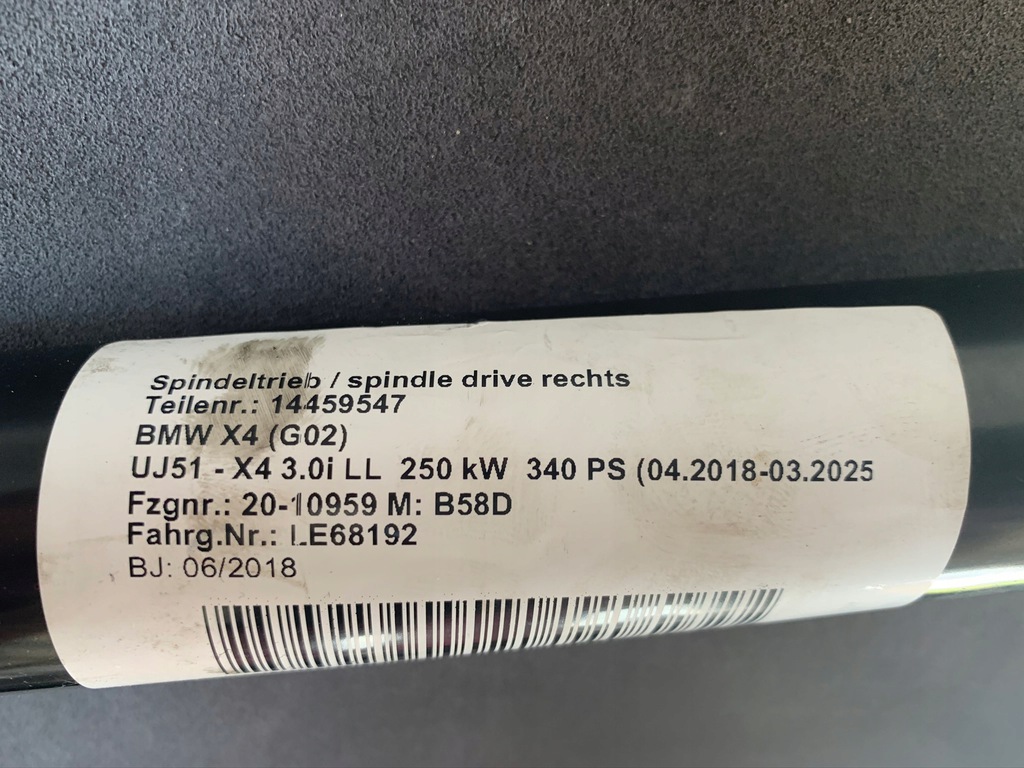 Spindeltrieb / spindle drive rechts
Teilenr.: 14459547
BMW X4 (G02)
UJ51 - X4 3.0i LL 250 kW 340 PS (04.2018-03.2025
Fzgnr.: 20-10959 M: B58D
Fahrg.Nr.: LE68192
BJ: 06/2018